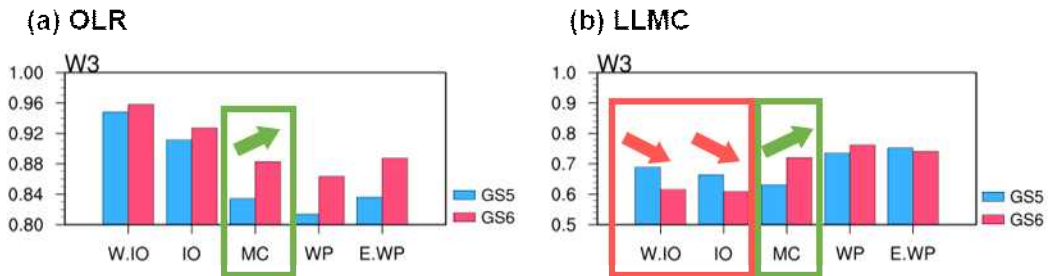 (a) OLR
W3
1.00
0.96
0.92
0.88
0.84
0.80
W.IO IO MC WP E.WP
GS5
GS6
(b) LLMC
W3
1.0
0.9
0.8
0.7
0.6
0.5
W.IO IO MC WP E.WP
GS5
GS6